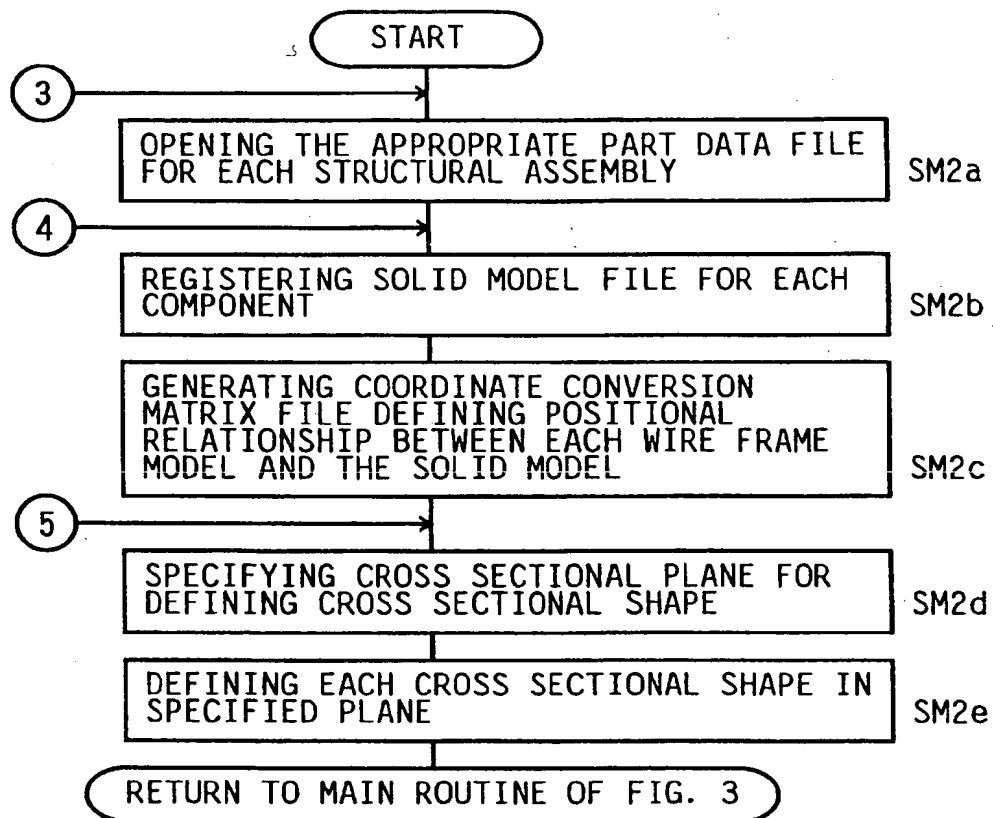 START
3
OPENING THE APPROPRIATE PART DATA FILE
FOR EACH STRUCTURAL ASSEMBLY
SM2a
4
REGISTERING SOLID MODEL FILE FOR EACH
COMPONENT
SM2b
GENERATING COORDINATE CONVERSION
MATRIX FILE DEFINING POSITIONAL
RELATIONSHIP BETWEEN EACH WIRE FRAME
MODEL AND THE SOLID MODEL
SM2c
5
SPECIFYING CROSS SECTIONAL PLANE FOR
DEFINING CROSS SECTIONAL SHAPE
SM2d
DEFINING EACH CROSS SECTIONAL SHAPE IN
SPECIFIED PLANE
SM2e
RETURN TO MAIN ROUTINE OF FIG. 3